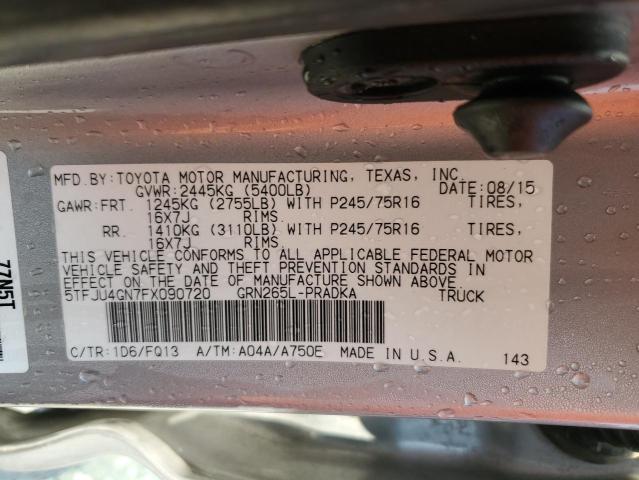 MFD.BY:TOYOTA MOTOR MANUFACTURING, TEXAS, INC.
GVWR:2445KG (5400LB) DATE:08/15
GAWR:FRT. 1245KG (2755LB) WITH P245/75R16 TIRES,
16X7J RIMS.
RR. 1410KG (3110LB) WITH P245/75R16 TIRES,
16X7J RIMS.
THIS VEHICLE CONFORMS TO ALL APPLICABLE FEDERAL MOTOR
VEHICLE SAFETY AND THEFT PREVENTION STANDARDS IN
EFFECT ON THE DATE OF MANUFACTURE SHOWN ABOVE.
5TFJU4GN7FX090720 GRN265L-PRADKA TRUCK
C/TR:1D6/FQ13 A/TM:A04A/A750E MADE IN U.S.A. 143
77N5T